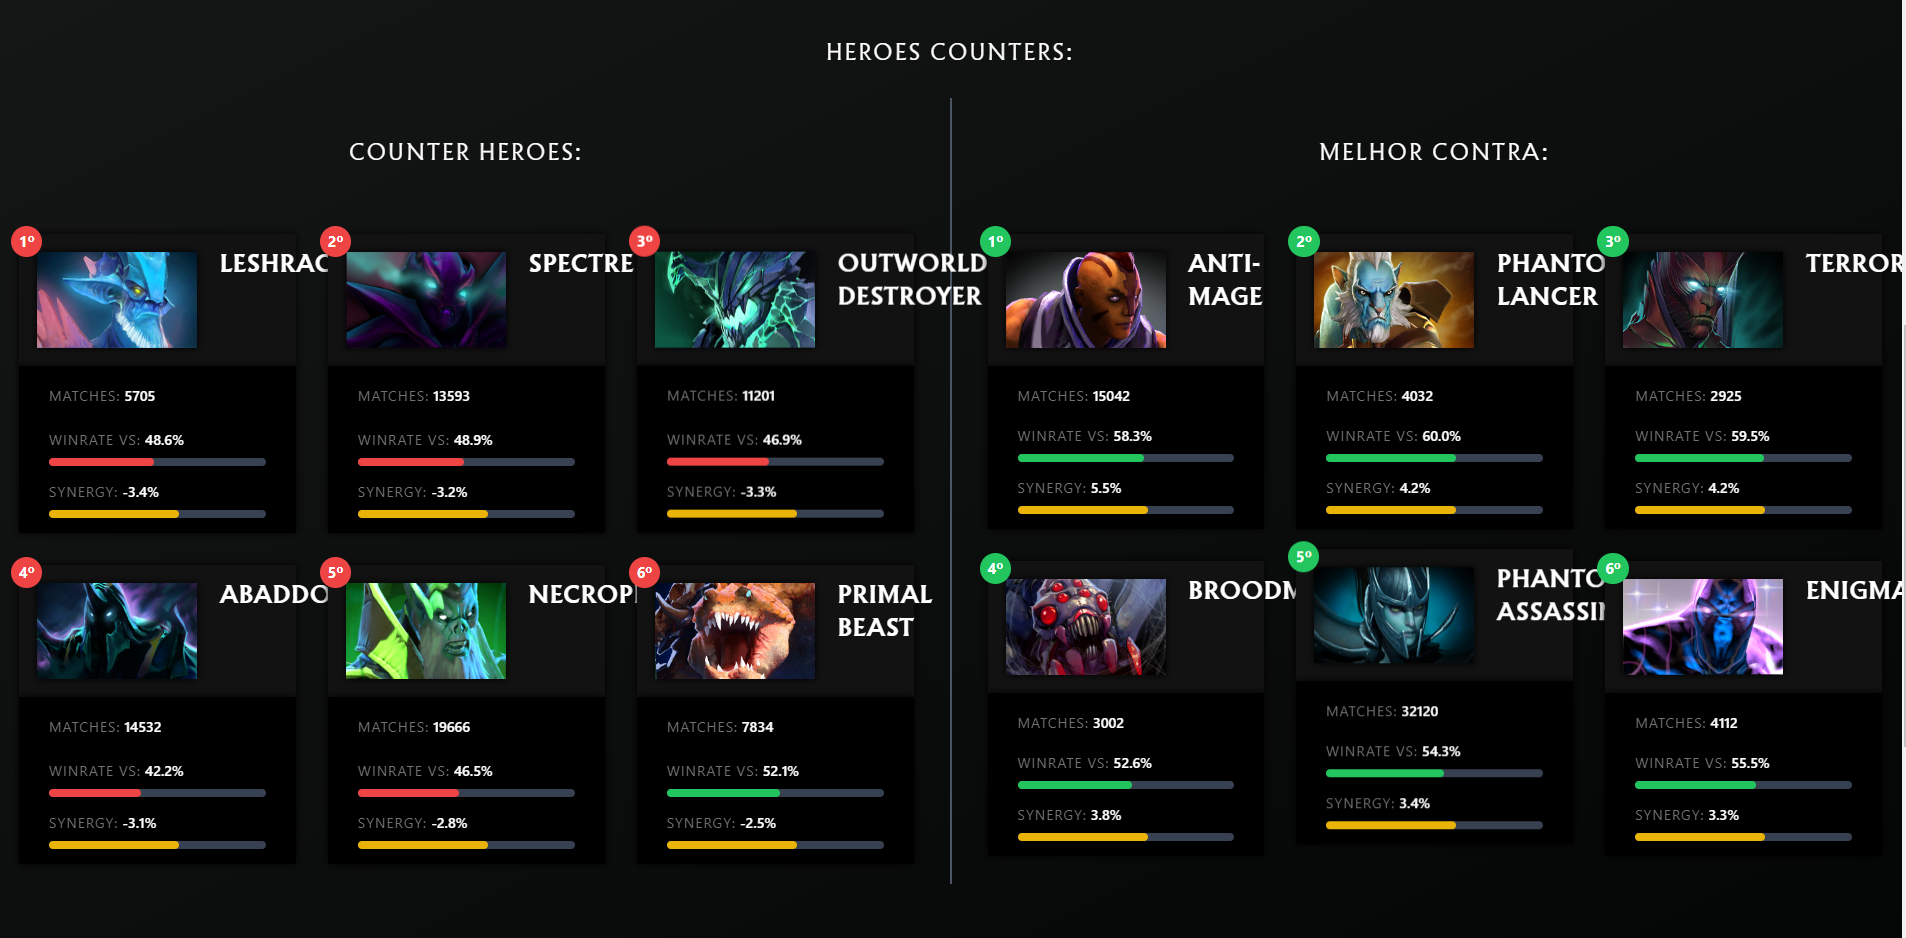 HEROES COUNTERS:
COUNTER HEROES:
1º
LESHRAC
MATCHES: 5705
WINRATE VS: 48.6%
SYNERGY: -3.4%
2º
SPECTRE
MATCHES: 13593
WINRATE VS: 48.9%
SYNERGY: -3.2%
3º
OUTWORLD
DESTROYER
MATCHES: 11201
WINRATE VS: 46.9%
SYNERGY: -3.3%
4º
ABADDO
MATCHES: 14532
WINRATE VS: 42.2%
SYNERGY: -3.1%
5º
NECROP
MATCHES: 19666
WINRATE VS: 46.5%
SYNERGY: -2.8%
6º
PRIMAL
BEAST
MATCHES: 7834
WINRATE VS: 52.1%
SYNERGY: -2.5%
MELHOR CONTRA:
1º
ANTI-
MAGE
MATCHES: 15042
WINRATE VS: 58.3%
SYNERGY: 5.5%
2º
PHANTO
LANCER
MATCHES: 4032
WINRATE VS: 60.0%
SYNERGY: 4.2%
3º
TERROR
MATCHES: 2925
WINRATE VS: 59.5%
SYNERGY: 4.2%
4º
BROODM
MATCHES: 3002
WINRATE VS: 52.6%
SYNERGY: 3.8%
5º
PHANTO
ASSASSIN
MATCHES: 32120
WINRATE VS: 54.3%
SYNERGY: 3.4%
6º
ENIGMA
MATCHES: 4112
WINRATE VS: 55.5%
SYNERGY: 3.3%